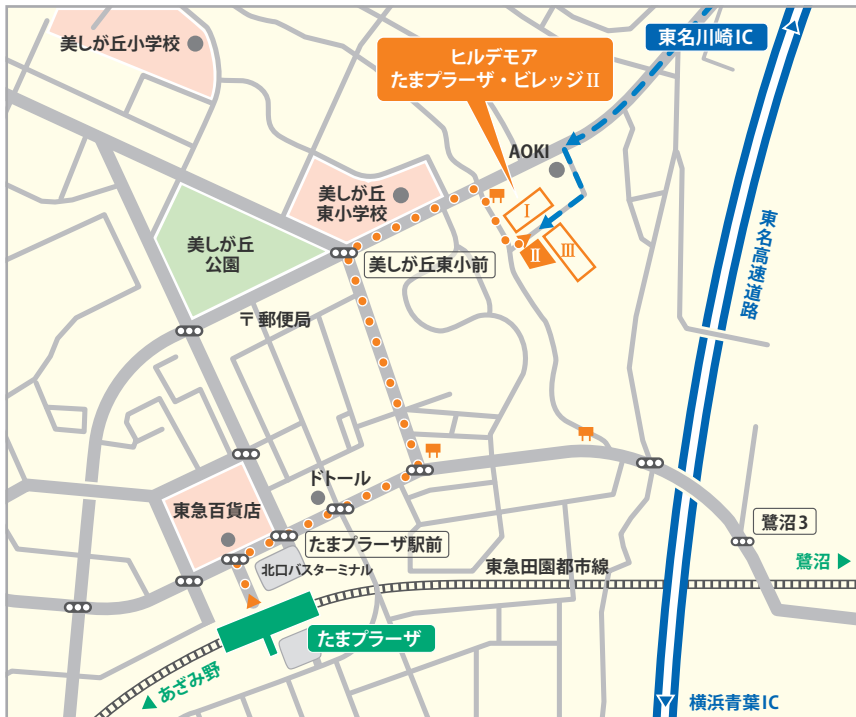 美しが丘小学校
東名川崎IC
ヒルデモア
たまプラーザ・ビレッジⅡ
AOKI
美しが丘
東小学校
Ⅰ
Ⅱ
Ⅲ
美しが丘
公園
美しが丘東小前
東名高速道路
〒郵便局
ドトール
東急百貨店
たまプラーザ駅前
鷺沼3
北口バスターミナル
東急田園都市線
鷺沼 ▶
たまプラーザ
▲ あざみ野
横浜青葉IC